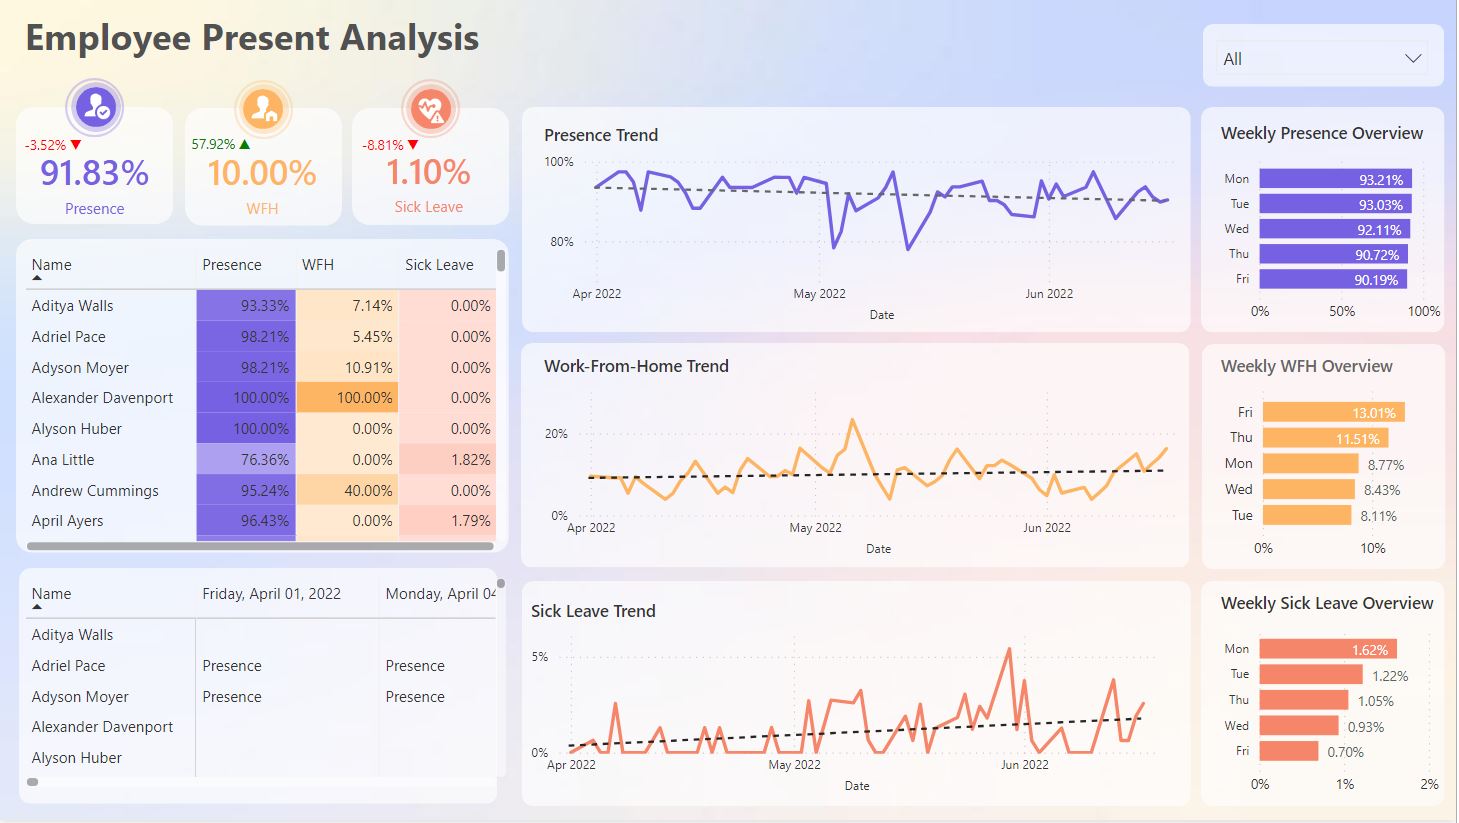 Employee Present Analysis
All
-3.52% ▼
91.83%
Presence
57.92% ▲
10.00%
WFH
-8.81% ▼
1.10%
Sick Leave
Name Presence WFH Sick Leave
Aditya Walls 93.33% 7.14% 0.00%
Adriel Pace 98.21% 5.45% 0.00%
Adyson Moyer 98.21% 10.91% 0.00%
Alexander Davenport 100.00% 100.00% 0.00%
Alyson Huber 100.00% 0.00% 0.00%
Ana Little 76.36% 0.00% 1.82%
Andrew Cummings 95.24% 40.00% 0.00%
April Ayers 96.43% 0.00% 1.79%
Name Friday, April 01, 2022 Monday, April 04
Aditya Walls
Adriel Pace Presence Presence
Adyson Moyer Presence Presence
Alexander Davenport
Alyson Huber
Presence Trend
100%
80%
Apr 2022 May 2022 Jun 2022
Date
Work-From-Home Trend
20%
0%
Apr 2022 May 2022 Jun 2022
Date
Sick Leave Trend
5%
0%
Apr 2022 May 2022 Jun 2022
Date
Weekly Presence Overview
Mon 93.21%
Tue 93.03%
Wed 92.11%
Thu 90.72%
Fri 90.19%
0% 50% 100%
Weekly WFH Overview
Fri 13.01%
Thu 11.51%
Mon 8.77%
Wed 8.43%
Tue 8.11%
0% 10%
Weekly Sick Leave Overview
Mon 1.62%
Tue 1.22%
Thu 1.05%
Wed 0.93%
Fri 0.70%
0% 1% 2%